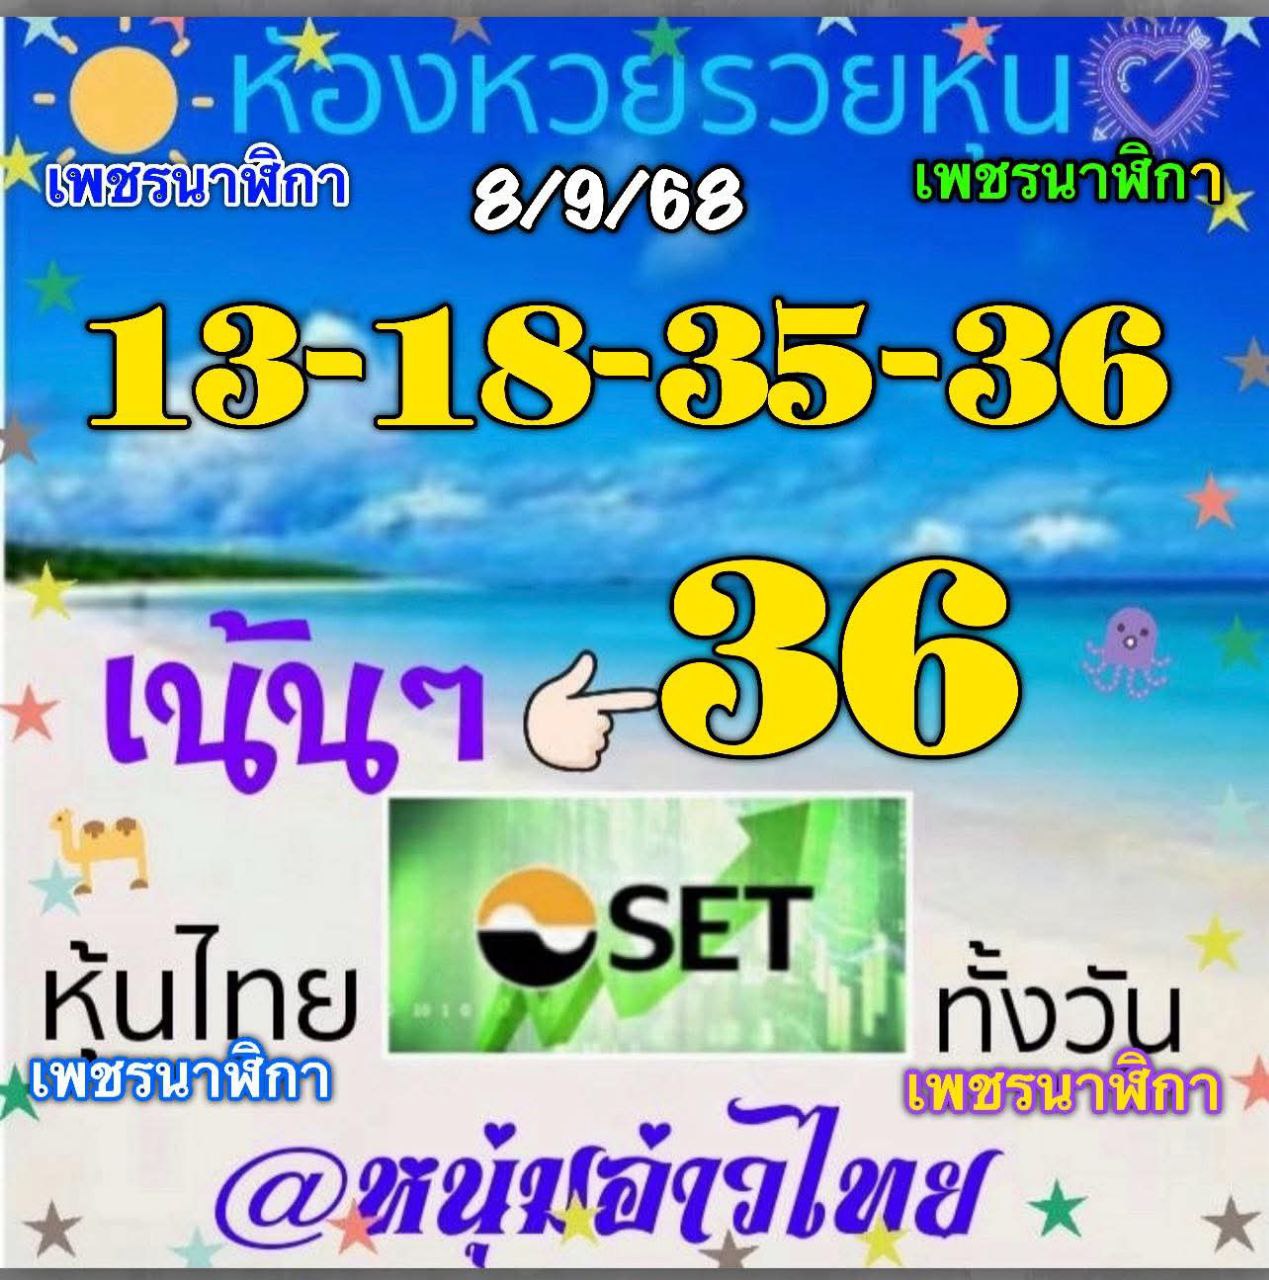 ห้องหวยรวยหุ้น
เพชรนาฬิกา 8/9/68 เพชรนาฬิกา
13-18-35-36
เน้นๆ 36
SET
หุ้นไทย ทั้งวัน
เพชรนาฬิกา เพชรนาฬิกา
@หนุ่มอ่าวไทย